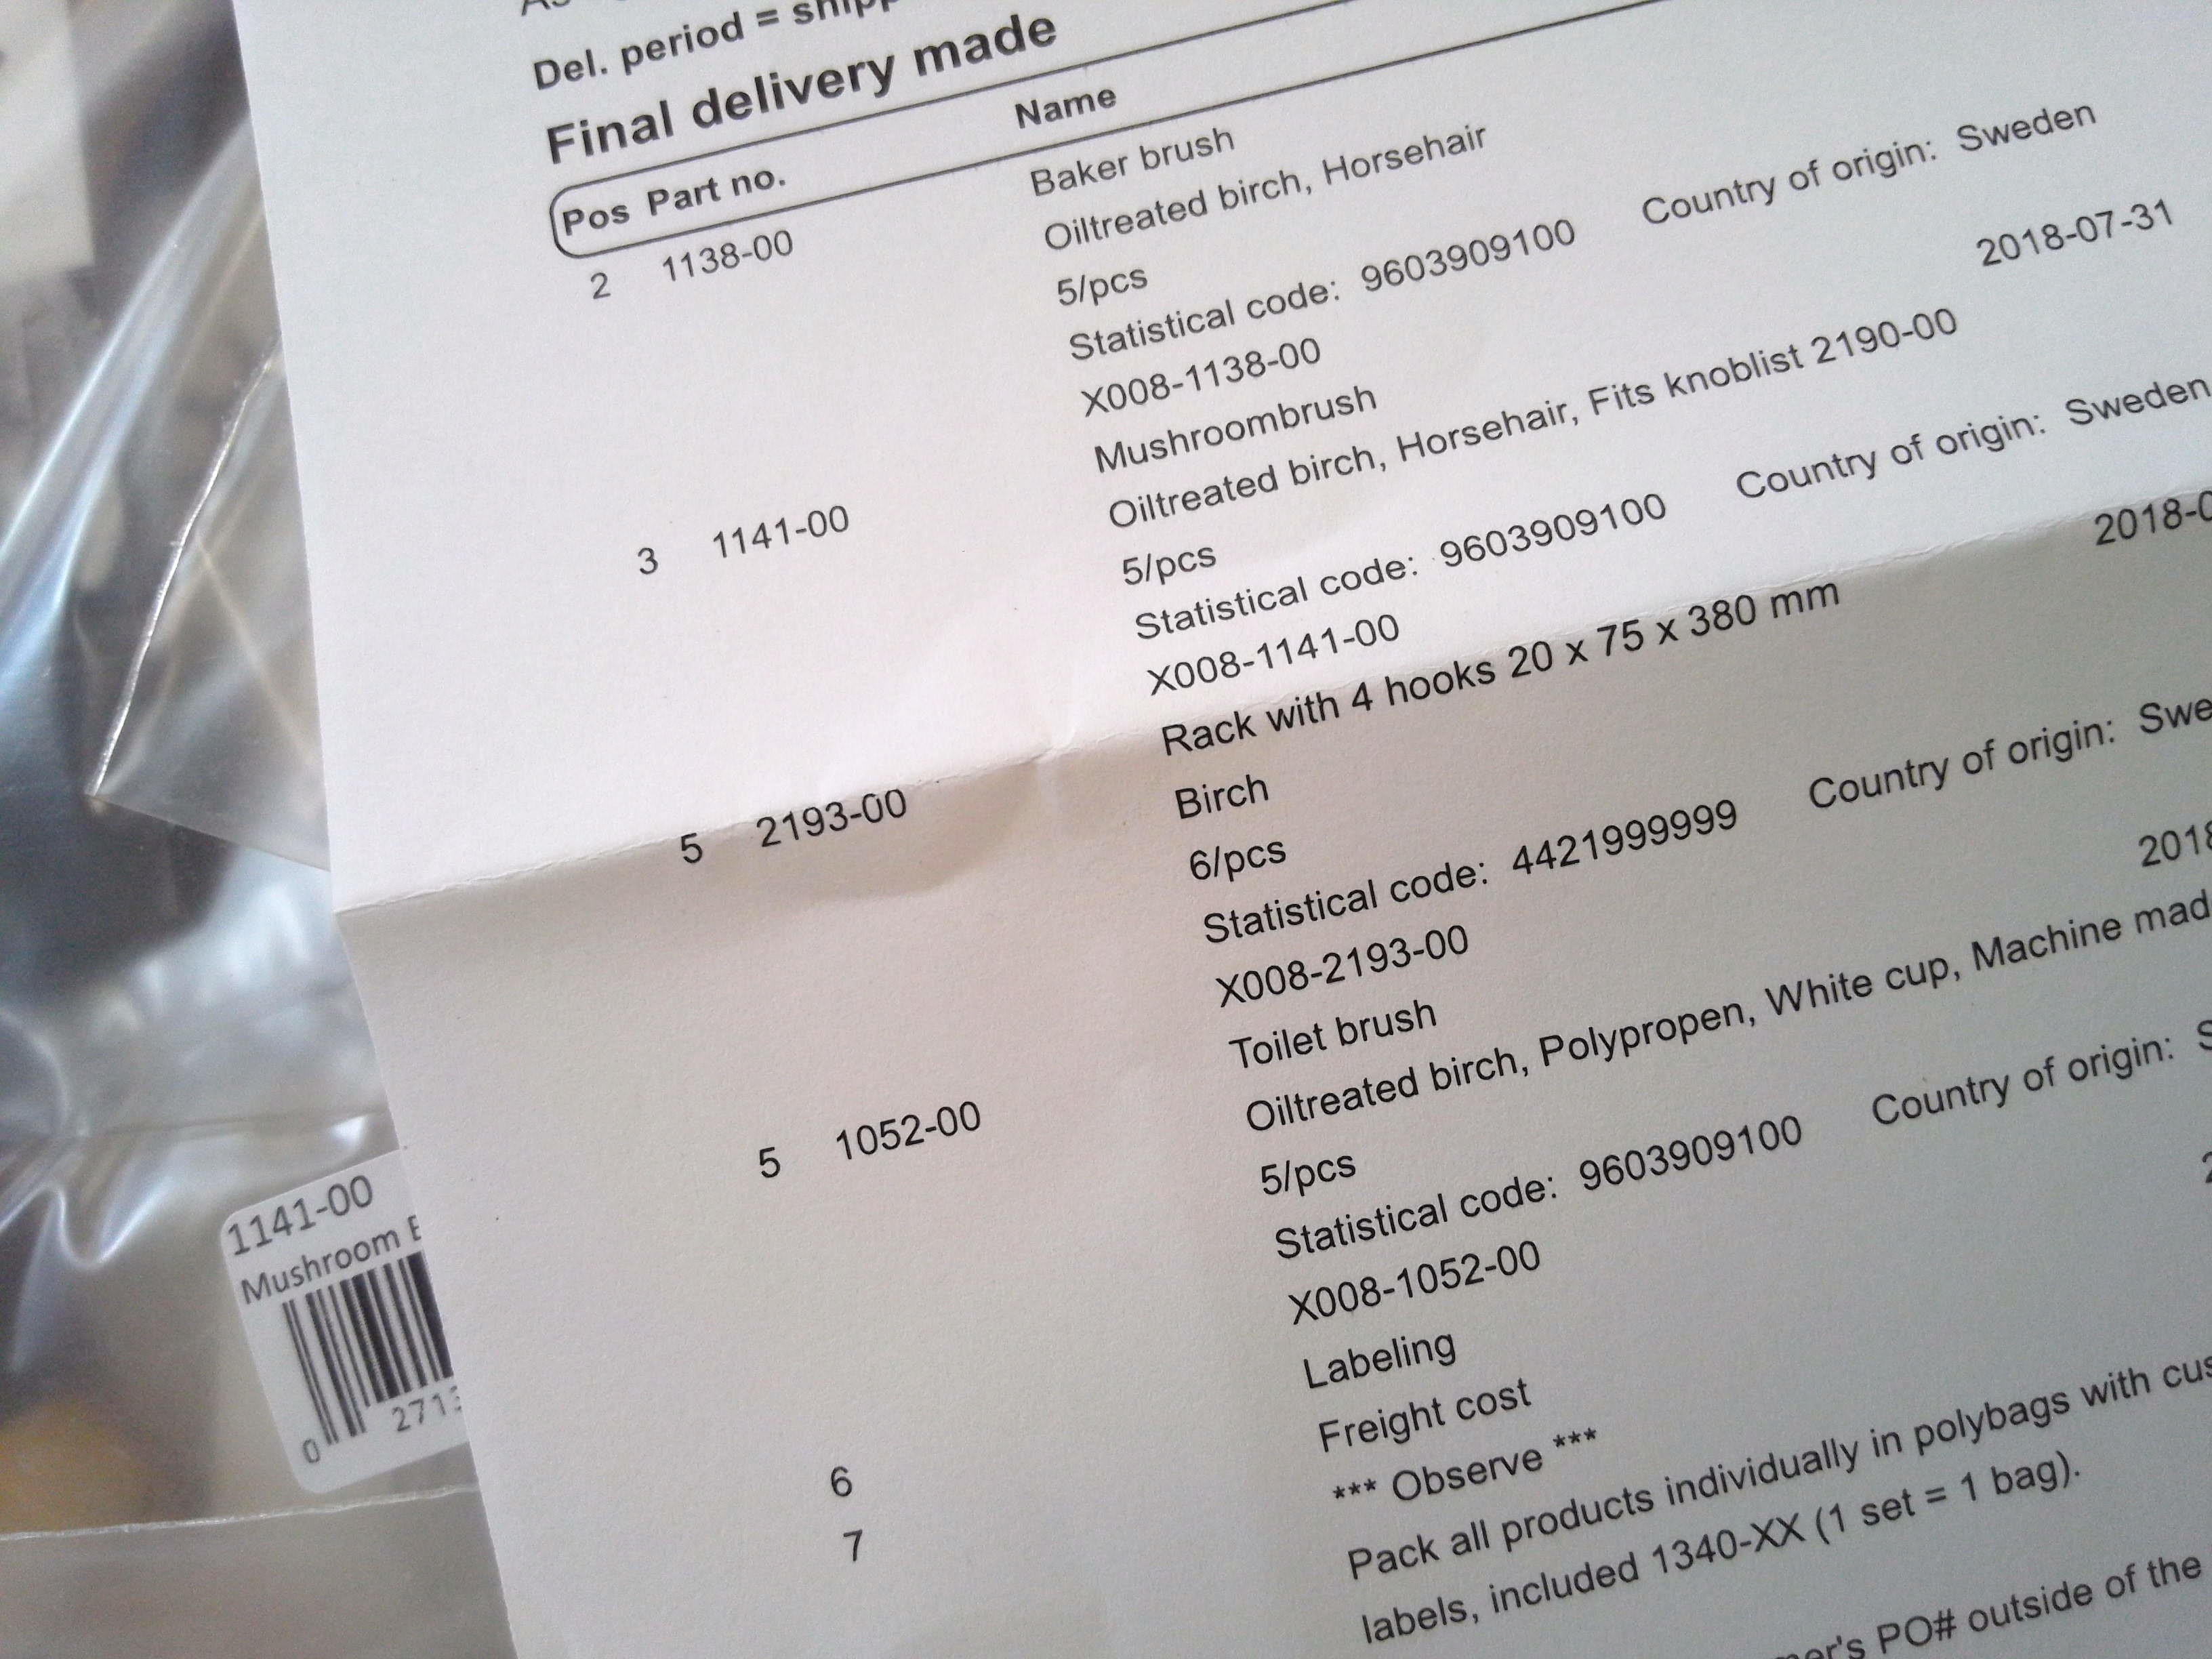 Del. period =
Final delivery made
Pos Part no. Name
2 1138-00 Baker brush
Oiltreated birch, Horsehair
5/pcs
Statistical code: 9603909100 Country of origin: Sweden
X008-1138-00 2018-07-31
3 1141-00 Mushroombrush
Oiltreated birch, Horsehair, Fits knoblist 2190-00
5/pcs
Statistical code: 9603909100 Country of origin: Sweden
X008-1141-00
5 2193-00 Rack with 4 hooks 20 x 75 x 380 mm
Birch
6/pcs
Statistical code: 4421999999 Country of origin:
X008-2193-00
5 1052-00 Toilet brush
Oiltreated birch, Polypropen, White cup, Machine
5/pcs
Statistical code: 9603909100 Country of origin:
X008-1052-00
6 Labeling
7 Freight cost
*** Observe ***
Pack all products individually in polybags with
labels, included 1340-XX (1 set = 1 bag).
PO# outside of the
1141-00
Mushroom
0